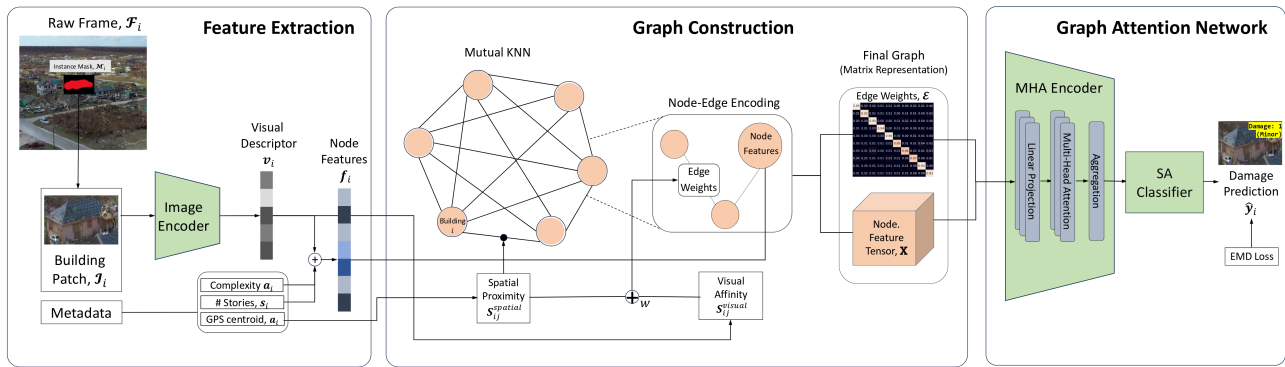 Feature Extraction
Raw Frame, 𝓕i
Instance Mask, 𝓜i
Building
Patch, 𝓘i
Image
Encoder
Visual
Descriptor
vi
Node
Features
fi
+
Metadata
Complexity ai
# Stories, si
GPS centroid, ai
Graph Construction
Mutual KNN
Building
i
Node-Edge Encoding
Node
Features
Edge
Weights
Spatial
Proximity
Sij^spatial
+ w
Visual
Affinity
Sij^visual
Final Graph
(Matrix Representation)
Edge Weights, 𝓔
Node.
Feature
Tensor, X
Graph Attention Network
MHA Encoder
Linear Projection
Multi-Head Attention
Aggregation
SA
Classifier
Damage: 1
(Minor)
Damage
Prediction
ŷi
EMD Loss